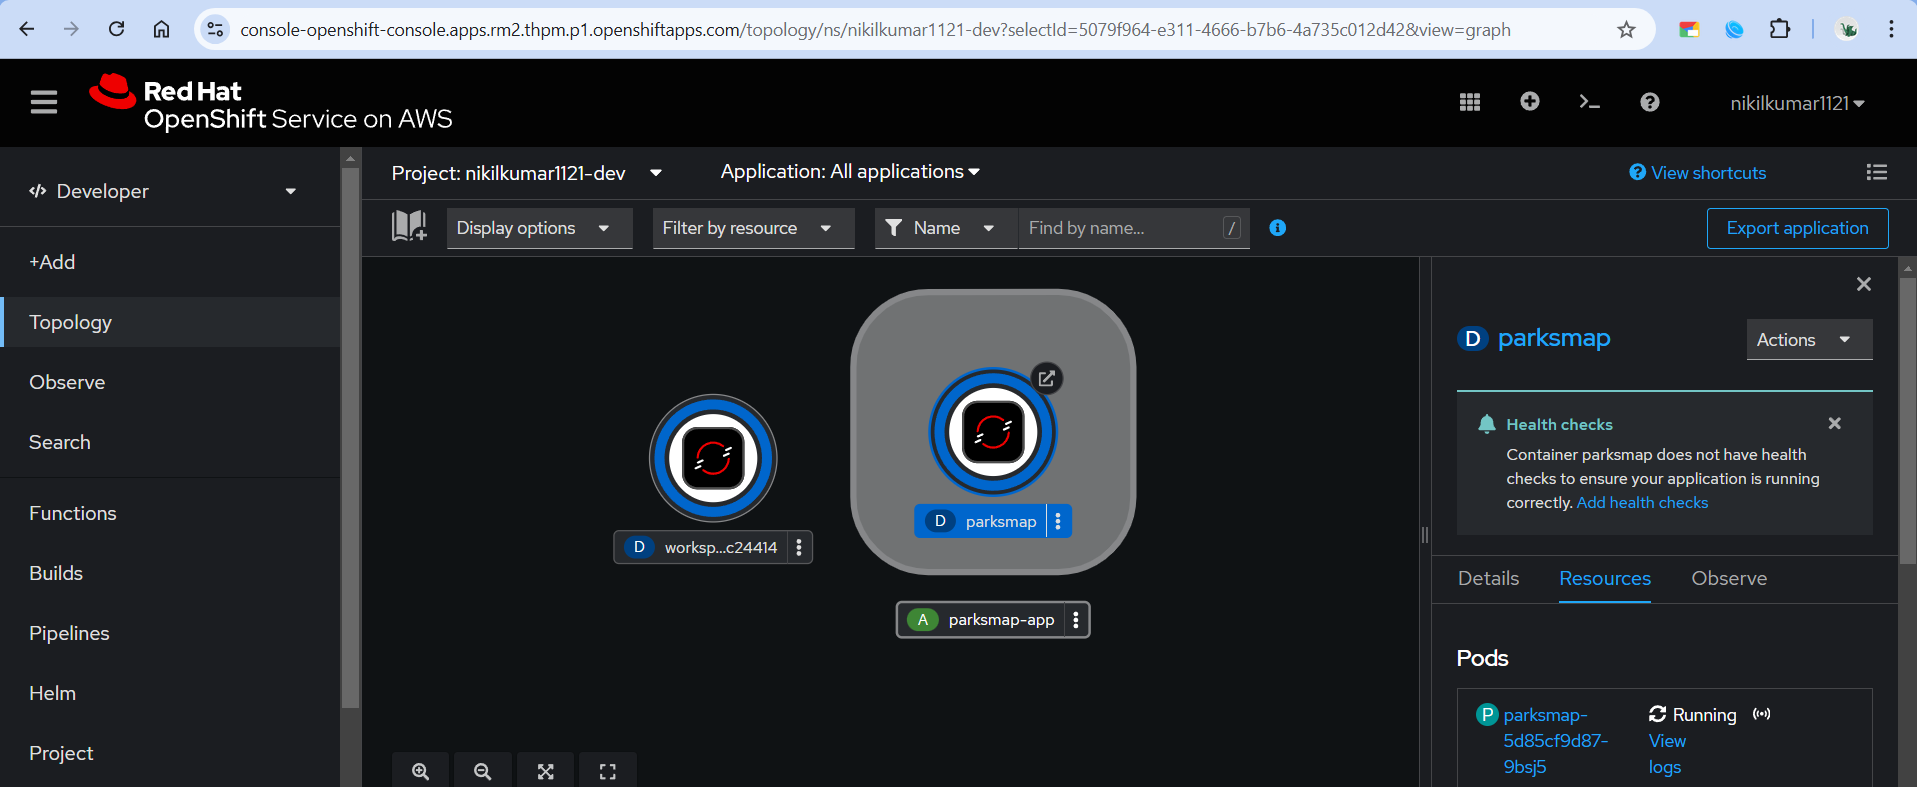 console-openshift-console.apps.rm2.thpm.p1.openshiftapps.com/topology/ns/nikilkumar1121-dev?selectId=5079f964-e311-4666-b7b6-4a735c012d42&view=graph
Red Hat
OpenShift Service on AWS
nikilkumar1121
Developer
+Add
Topology
Observe
Search
Functions
Builds
Pipelines
Helm
Project
Project: nikilkumar1121-dev
Application: All applications
View shortcuts
Display options
Filter by resource
Name
Find by name...
/
Export application
D worksp...c24414
D parksmap
A parksmap-app
D parksmap
Actions
Health checks
Container parksmap does not have health
checks to ensure your application is running
correctly. Add health checks
Details
Resources
Observe
Pods
P parksmap-
5d85cf9d87-
9bsj5
Running
View
logs